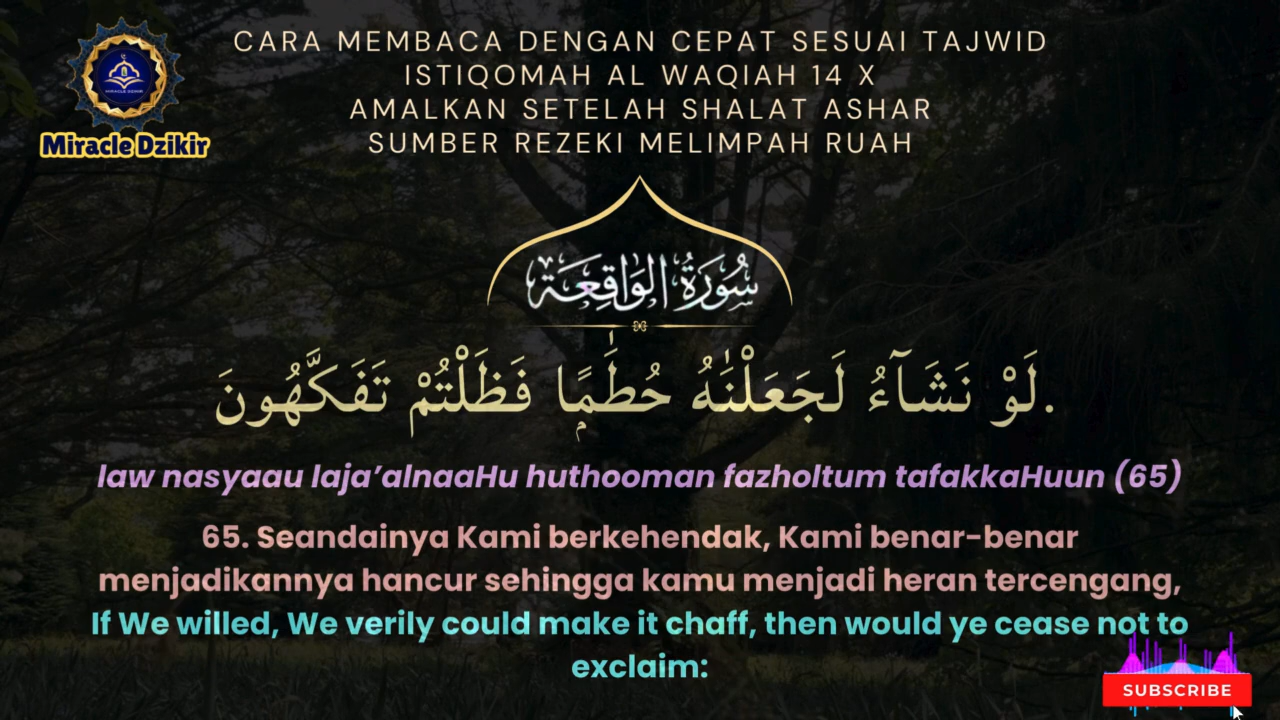 CARA MEMBACA DENGAN CEPAT SESUAI TAJWID
ISTIQOMAH AL WAQIAH 14 X
AMALKAN SETELAH SHALAT ASHAR
SUMBER REZEKI MELIMPAH RUAH
MIRACLE DZIKIR
Miracle Dzikir
سُورَةُ الوَاقِعَة
لَوْ نَشَآءُ لَجَعَلْنَٰهُ حُطَٰمًۭا فَظَلْتُمْ تَفَكَّهُونَ.
law nasyaau laja’alnaaHu huthooman fazholtum tafakkaHuun (65)
65. Seandainya Kami berkehendak, Kami benar-benar
menjadikannya hancur sehingga kamu menjadi heran tercengang,
If We willed, We verily could make it chaff, then would ye cease not to
exclaim:
SUBSCRIBE